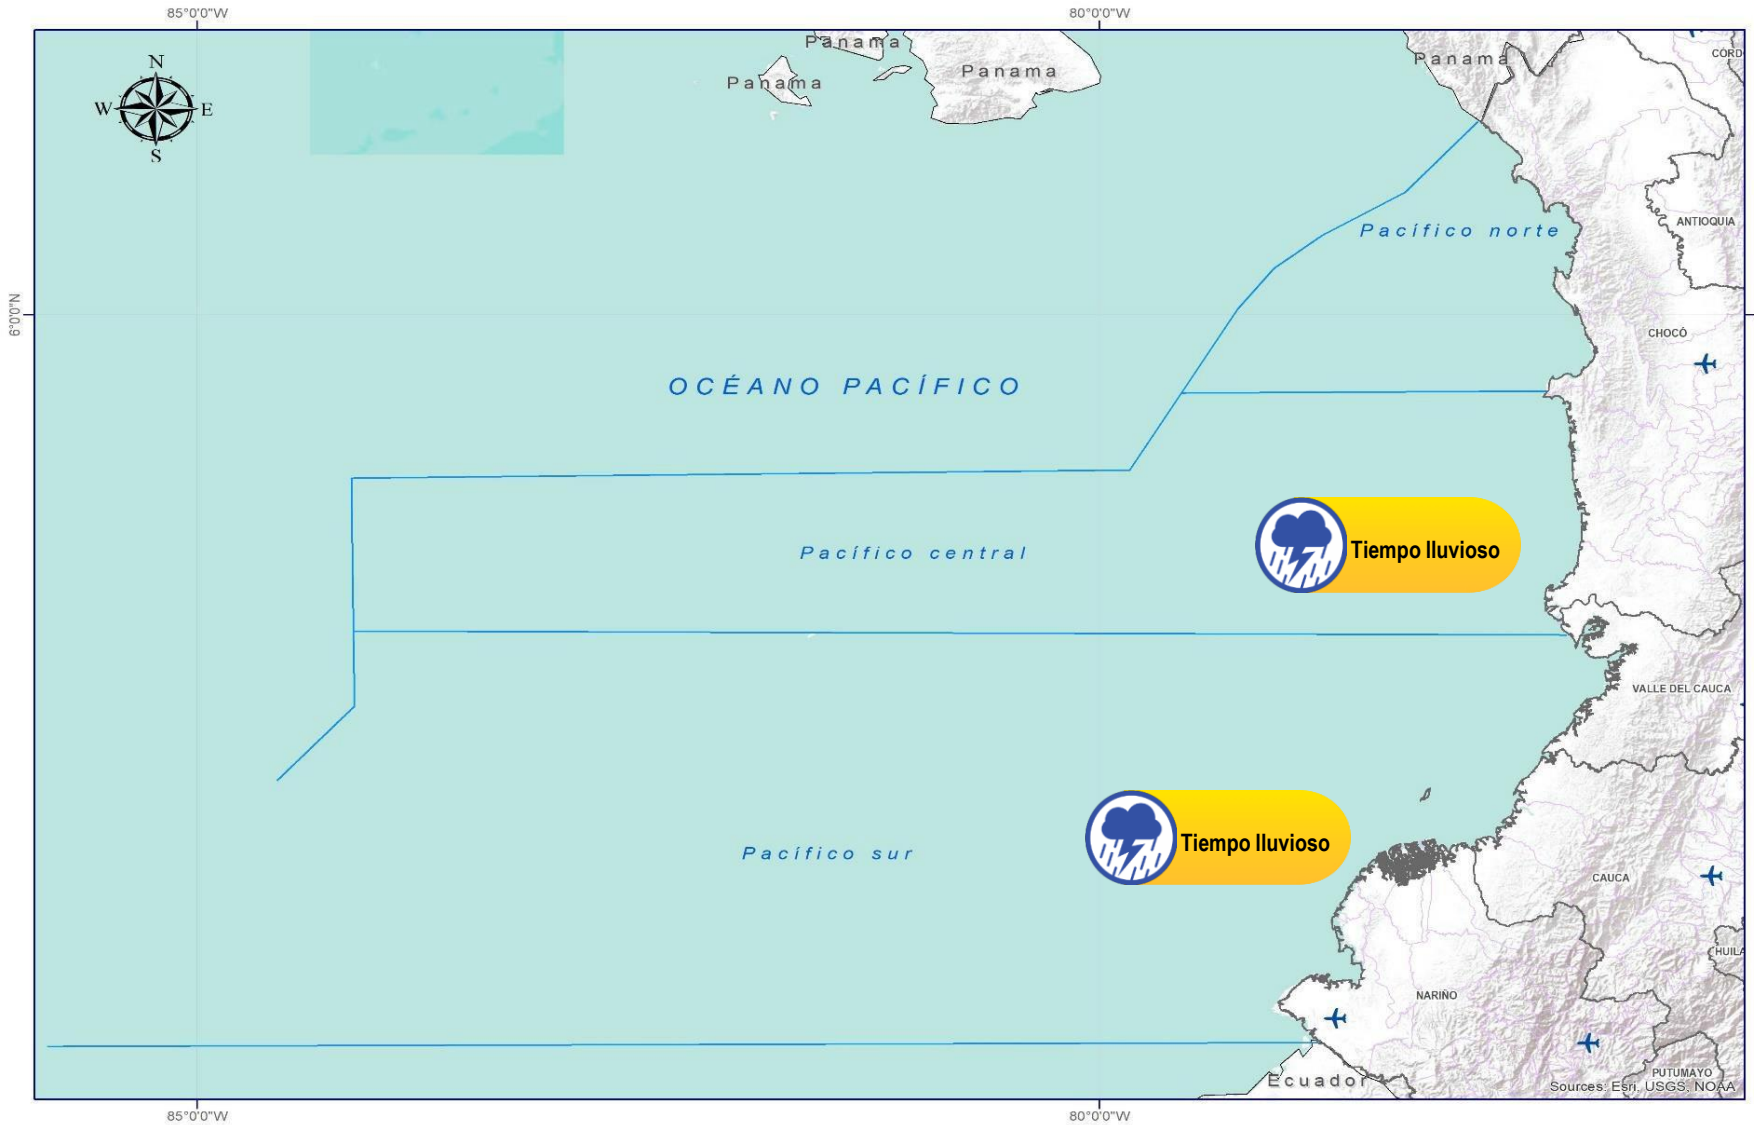 85°0'0"W
80°0'0"W
N
W
E
S
Panama
Panama
Panama
Panama
CORD
ANTIOQUIA
Pacífico norte
6°0'0"N
CHOCÓ
OCÉANO PACÍFICO
Pacífico central
Tiempo lluvioso
VALLE DEL CAUCA
Tiempo lluvioso
Pacífico sur
CAUCA
HUILA
NARIÑO
PUTUMAYO
Ecuador
Sources: Esri, USGS, NOAA
85°0'0"W
80°0'0"W